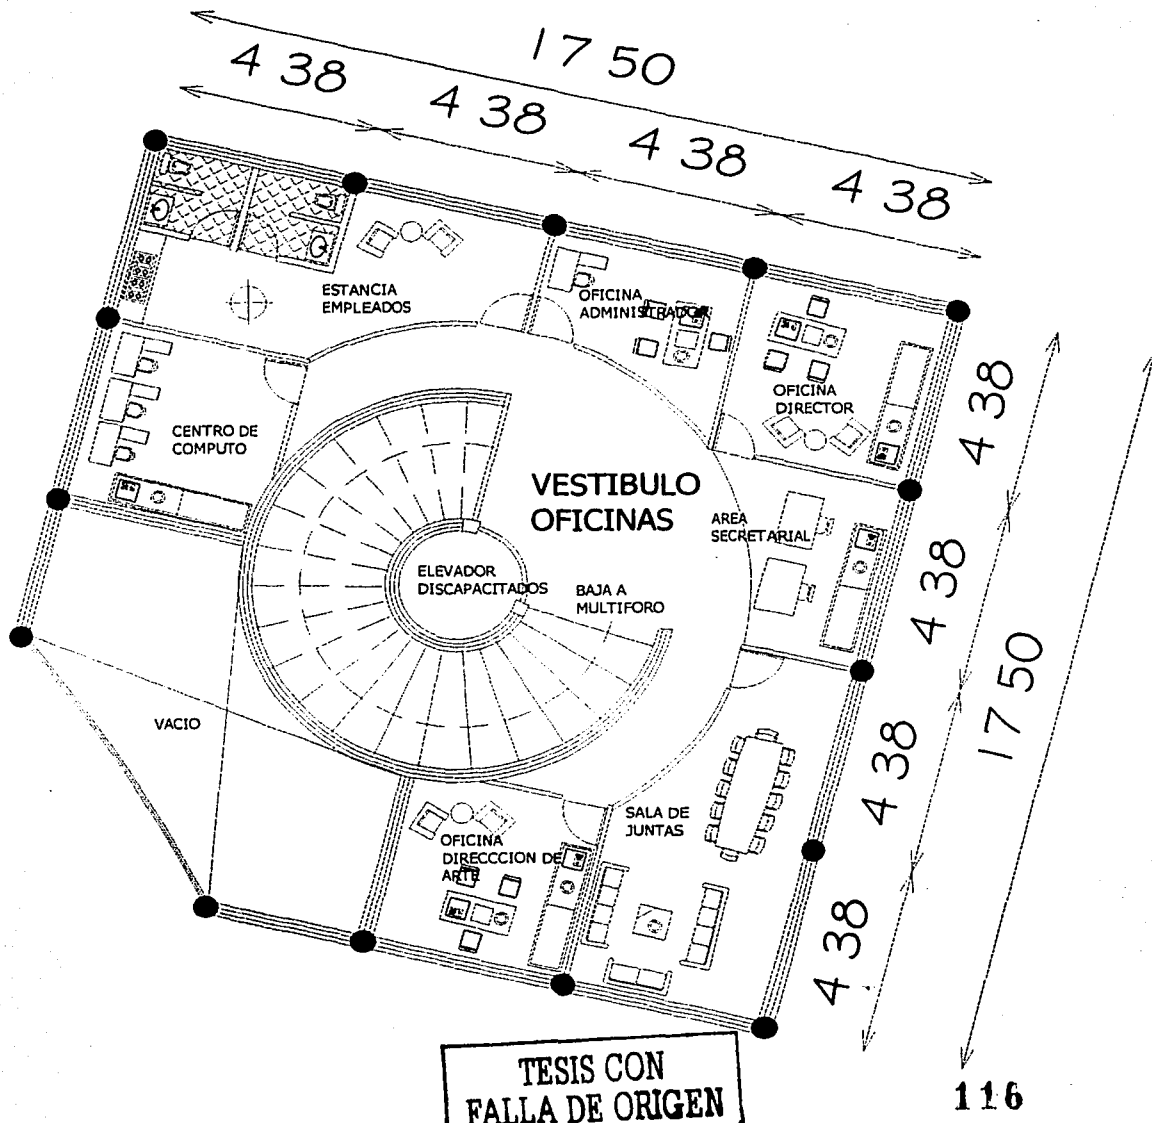 17 50
4 38
4 38
4 38
4 38
ESTANCIA
EMPLEADOS
OFICINA
ADMINISTRADOR
OFICINA
DIRECTOR
CENTRO DE
COMPUTO
VESTIBULO
OFICINAS
AREA
SECRETARIAL
ELEVADOR
DISCAPACITADOS
BAJA A
MULTIFORO
VACIO
SALA DE
JUNTAS
OFICINA
DIRECCCION DE
ARTE
4 38
4 38
4 38
4 38
17 50
TESIS CON
FALLA DE ORIGEN
116